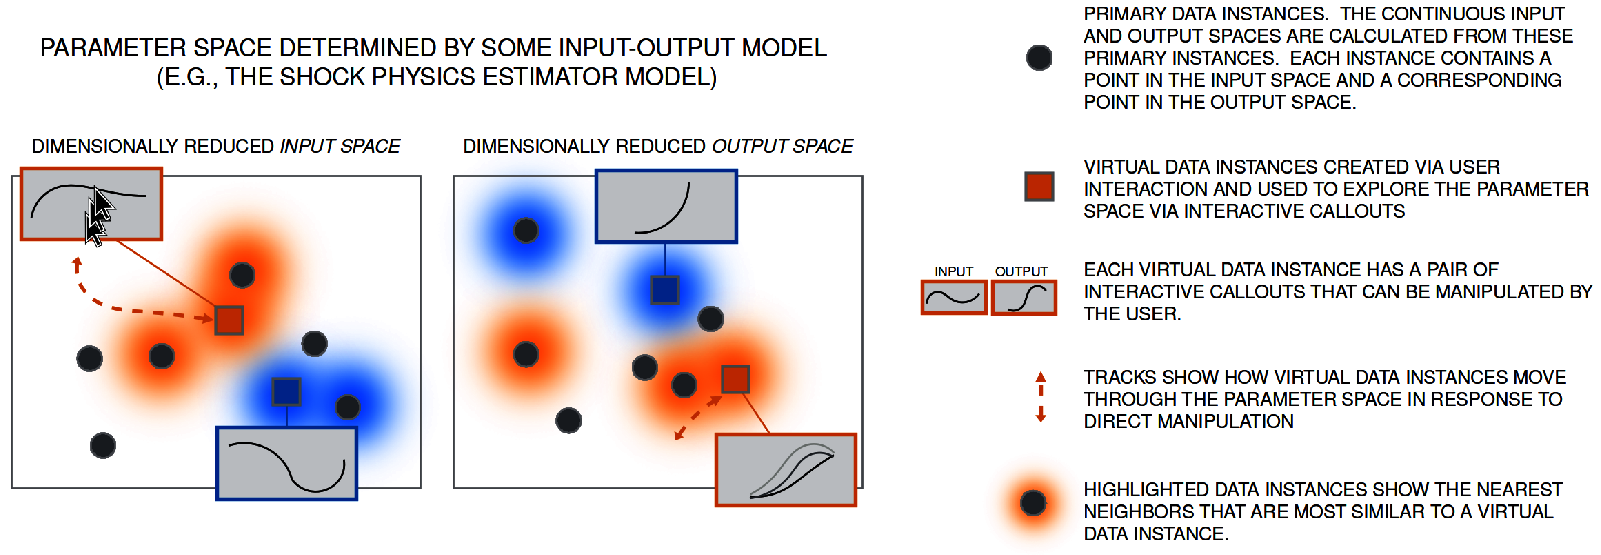 PARAMETER SPACE DETERMINED BY SOME INPUT-OUTPUT MODEL
(E.G., THE SHOCK PHYSICS ESTIMATOR MODEL)
DIMENSIONALLY REDUCED INPUT SPACE
DIMENSIONALLY REDUCED OUTPUT SPACE
PRIMARY DATA INSTANCES. THE CONTINUOUS INPUT
AND OUTPUT SPACES ARE CALCULATED FROM THESE
PRIMARY INSTANCES. EACH INSTANCE CONTAINS A
POINT IN THE INPUT SPACE AND A CORRESPONDING
POINT IN THE OUTPUT SPACE.
VIRTUAL DATA INSTANCES CREATED VIA USER
INTERACTION AND USED TO EXPLORE THE PARAMETER
SPACE VIA INTERACTIVE CALLOUTS
INPUT OUTPUT
EACH VIRTUAL DATA INSTANCE HAS A PAIR OF
INTERACTIVE CALLOUTS THAT CAN BE MANIPULATED BY
THE USER.
TRACKS SHOW HOW VIRTUAL DATA INSTANCES MOVE
THROUGH THE PARAMETER SPACE IN RESPONSE TO
DIRECT MANIPULATION
HIGHLIGHTED DATA INSTANCES SHOW THE NEAREST
NEIGHBORS THAT ARE MOST SIMILAR TO A VIRTUAL
DATA INSTANCE.